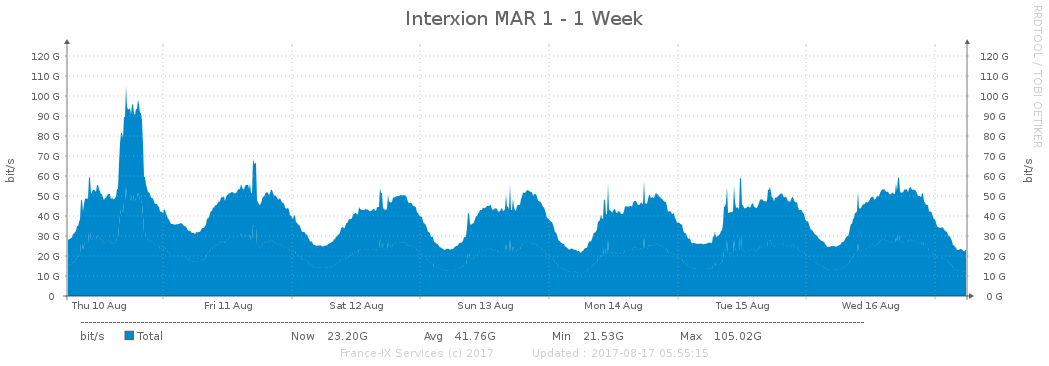 Interxion MAR 1 - 1 Week
RRDTOOL / TOBI OETIKER
bit/s
120 G 120 G
110 G 110 G
100 G 100 G
90 G 90 G
80 G 80 G
70 G 70 G
60 G 60 G
50 G 50 G
40 G 40 G
30 G 30 G
20 G 20 G
10 G 10 G
0 0 G
bit/s
Thu 10 Aug Fri 11 Aug Sat 12 Aug Sun 13 Aug Mon 14 Aug Tue 15 Aug Wed 16 Aug
bit/s Total Now 23.20G Avg 41.76G Min 21.53G Max 105.02G
France-IX Services (c) 2017 Updated : 2017-08-17 05:55:15